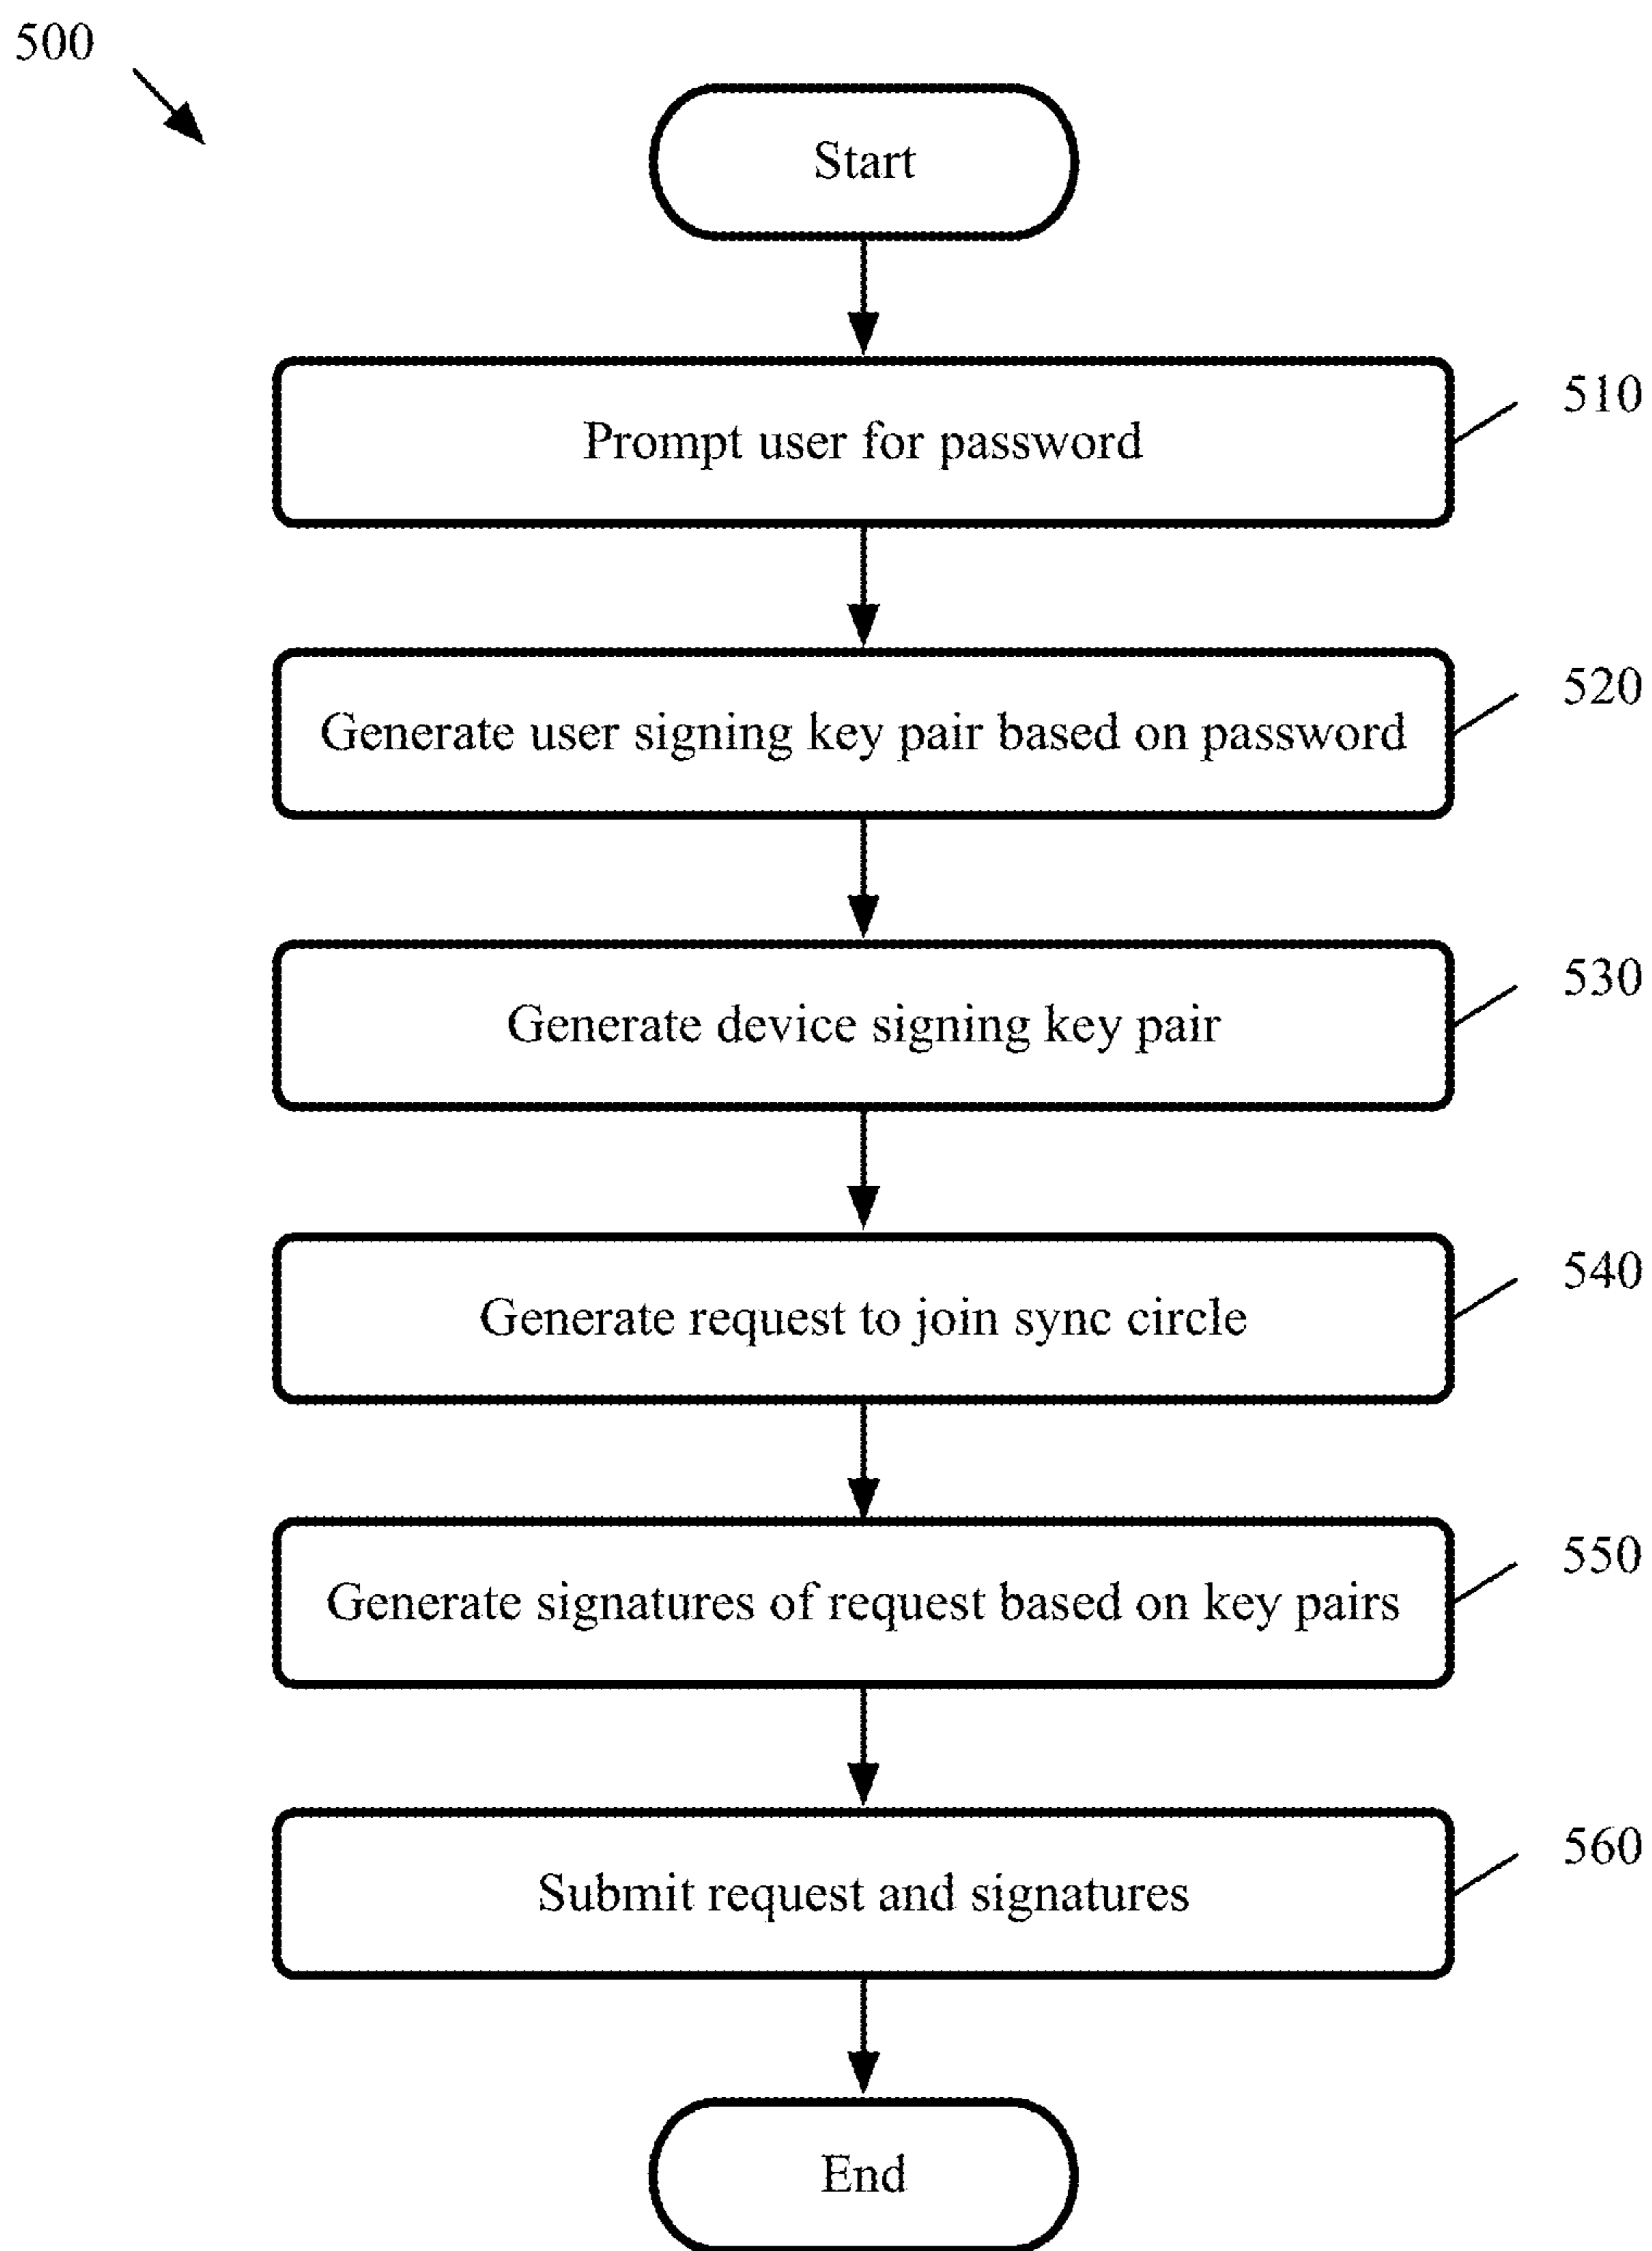 500
Start
Prompt user for password
510
Generate user signing key pair based on password
520
Generate device signing key pair
530
Generate request to join sync circle
540
Generate signatures of request based on key pairs
550
Submit request and signatures
560
End